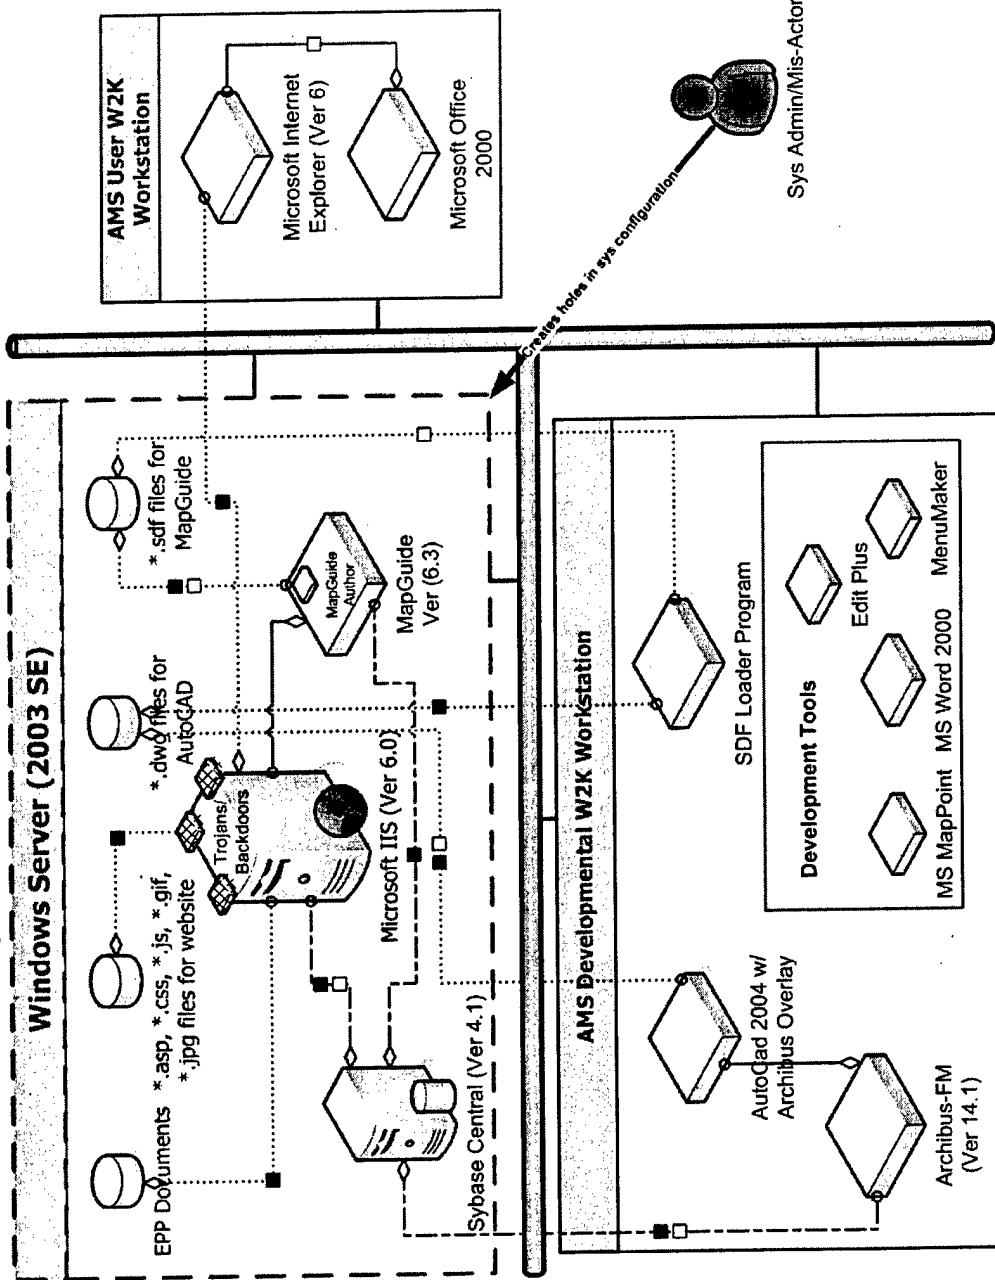 Windows Server (2003 SE)
EPP Documents
*.asp, *.css, *.js, *.gif,
*.jpg files for website
*.dwg files for
AutoCAD
*.sdf files for
MapGuide
Trojans/
Backdoors
Microsoft IIS (Ver 6.0)
MapGuide
Author
MapGuide
Ver (6.3)
Sybase Central (Ver 4.1)
AMS User W2K
Workstation
Microsoft Internet
Explorer (Ver 6)
Microsoft Office
2000
Creates holes in sys configuration
Sys Admin/Mis-Actor
AMS Developmental W2K Workstation
AutoCad 2004 w/
Archibus Overlay
Archibus-FM
(Ver 14.1)
SDF Loader Program
Development Tools
Edit Plus
MS MapPoint
MS Word 2000
MenuMaker